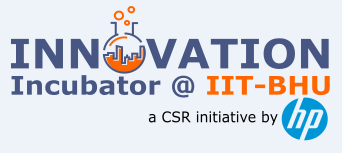 INNOVATION
Incubator @ IIT-BHU
a CSR initiative by hp